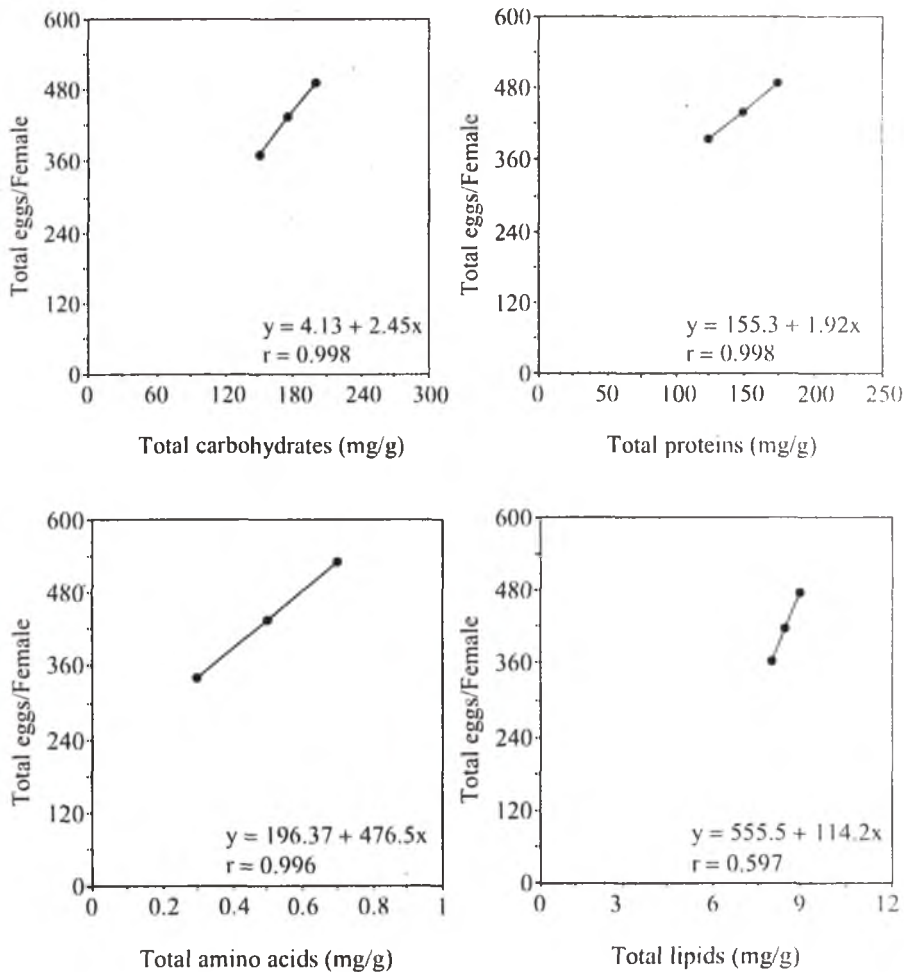 600
480
360
240
120
0
Total eggs/Female
y = 4.13 + 2.45x
r = 0.998
0 60 120 180 240 300
Total carbohydrates (mg/g)
600
480
360
240
120
0
Total eggs/Female
y = 155.3 + 1.92x
r = 0.998
0 50 100 150 200 250
Total proteins (mg/g)
600
480
360
240
120
0
Total eggs/Female
y = 196.37 + 476.5x
r = 0.996
0 0.2 0.4 0.6 0.8 1
Total amino acids (mg/g)
600
480
360
240
120
0
Total eggs/Female
y = 555.5 + 114.2x
r = 0.597
0 3 6 9 12
Total lipids (mg/g)